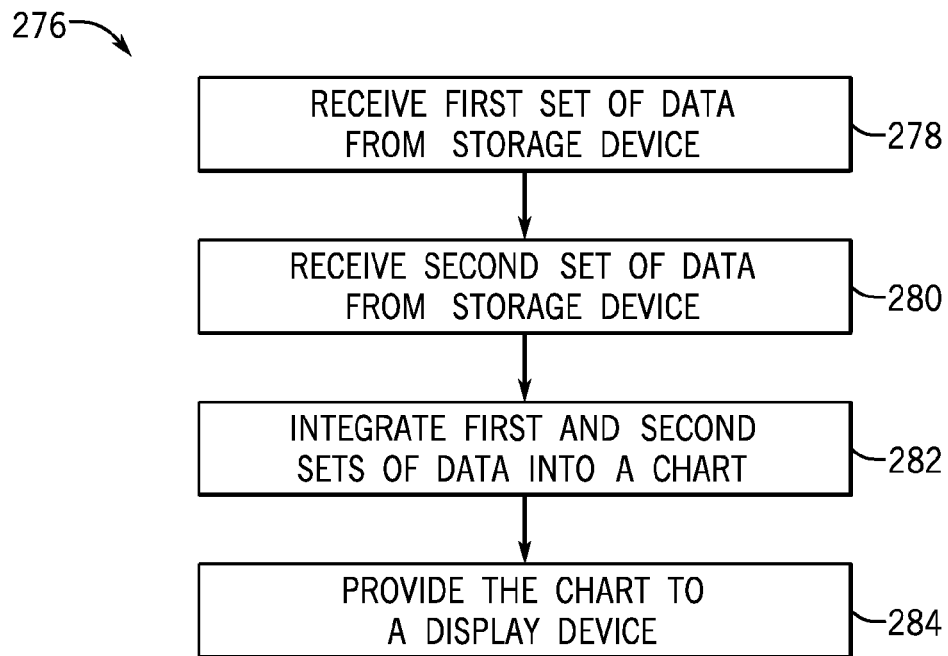 276
RECEIVE FIRST SET OF DATA
FROM STORAGE DEVICE
278
RECEIVE SECOND SET OF DATA
FROM STORAGE DEVICE
280
INTEGRATE FIRST AND SECOND
SETS OF DATA INTO A CHART
282
PROVIDE THE CHART TO
A DISPLAY DEVICE
284